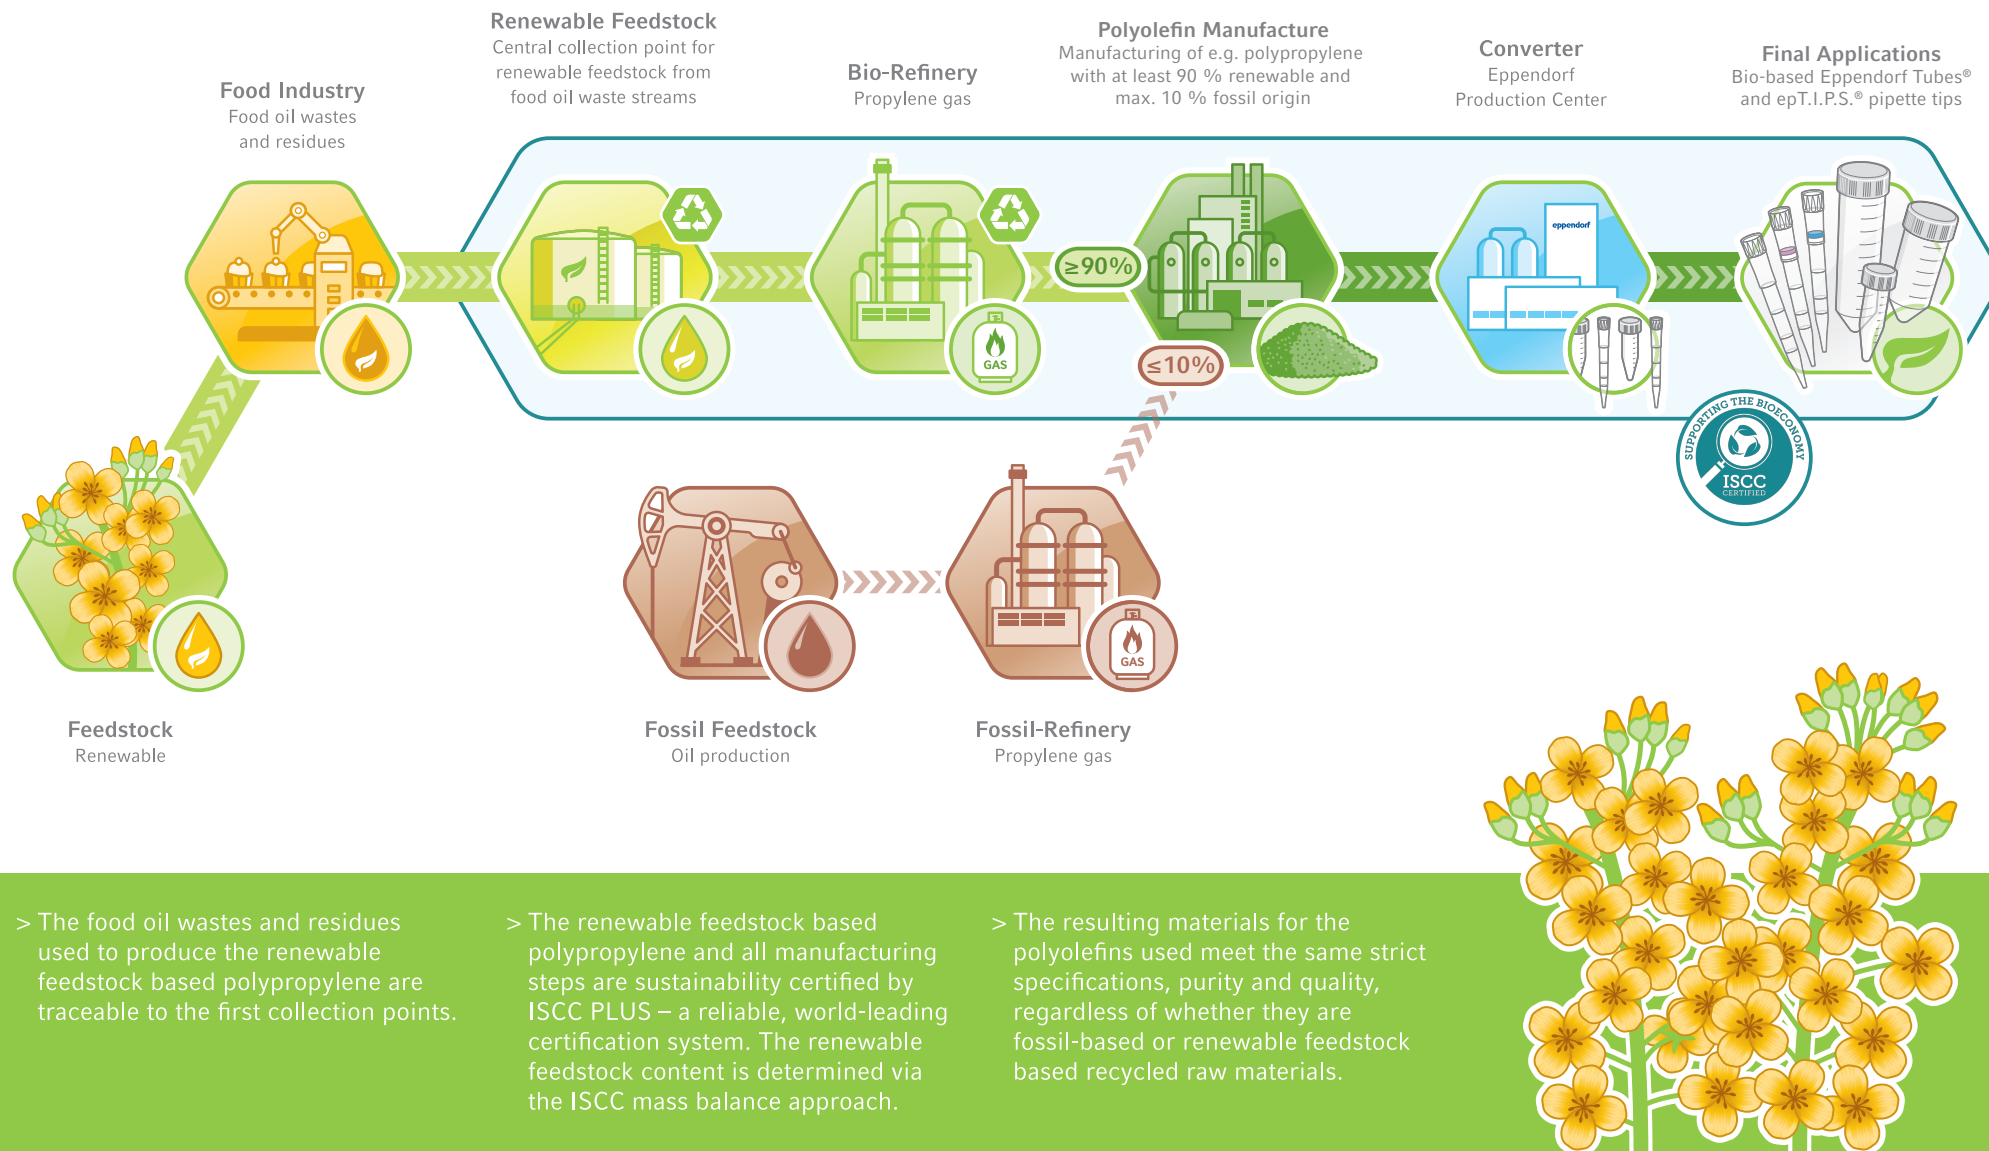 Food Industry
Food oil wastes
and residues
Renewable Feedstock
Central collection point for
renewable feedstock from
food oil waste streams
Bio-Refinery
Propylene gas
Polyolefin Manufacture
Manufacturing of e.g. polypropylene
with at least 90 % renewable and
max. 10 % fossil origin
Converter
Eppendorf
Production Center
Final Applications
Bio-based Eppendorf Tubes®
and epT.I.P.S.® pipette tips
eppendorf
≥90%
GAS
≤10%
SUPPORTING THE BIOECONOMY
ISCC
CERTIFIED
GAS
Feedstock
Renewable
Fossil Feedstock
Oil production
Fossil-Refinery
Propylene gas
> The food oil wastes and residues
used to produce the renewable
feedstock based polypropylene are
traceable to the first collection points.
> The renewable feedstock based
polypropylene and all manufacturing
steps are sustainability certified by
ISCC PLUS – a reliable, world-leading
certification system. The renewable
feedstock content is determined via
the ISCC mass balance approach.
> The resulting materials for the
polyolefins used meet the same strict
specifications, purity and quality,
regardless of whether they are
fossil-based or renewable feedstock
based recycled raw materials.